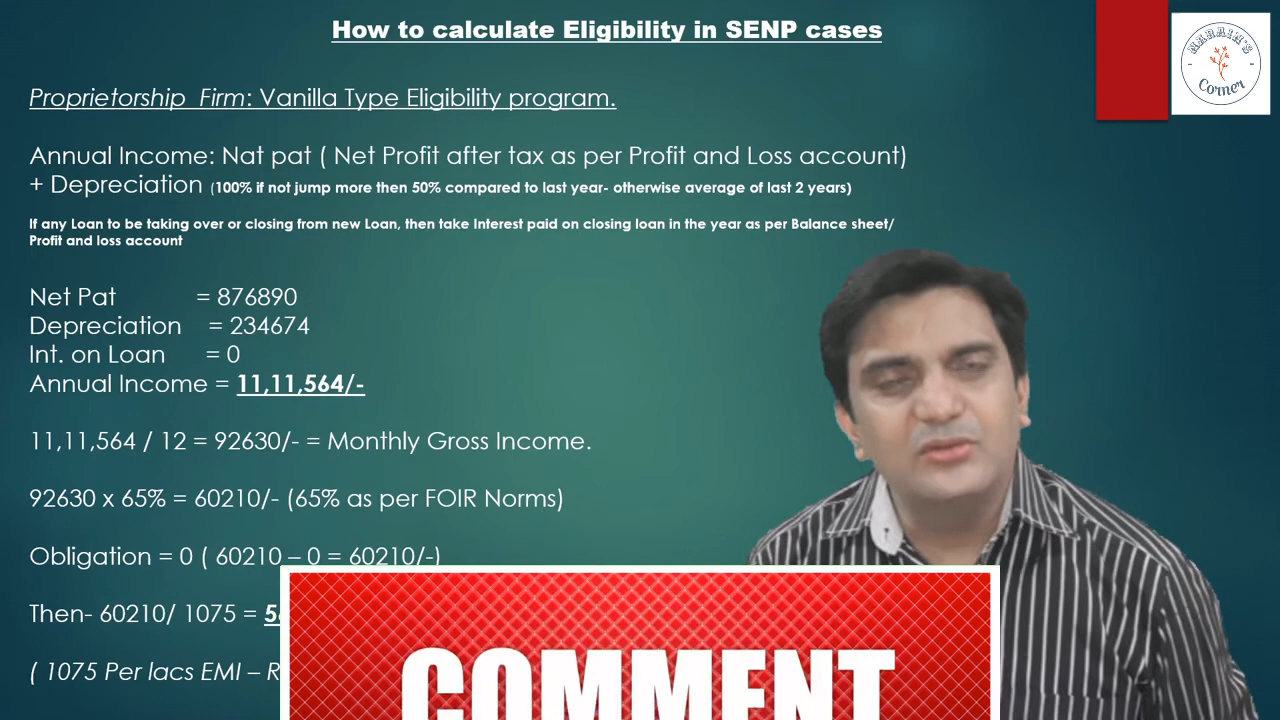 How to calculate Eligibility in SENP cases
NARAIN'S
Corner
Proprietorship Firm: Vanilla Type Eligibility program.
Annual Income: Nat pat ( Net Profit after tax as per Profit and Loss account)
+ Depreciation (100% if not jump more then 50% compared to last year- otherwise average of last 2 years)
If any Loan to be taking over or closing from new Loan, then take Interest paid on closing loan in the year as per Balance sheet/
Profit and loss account
Net Pat = 876890
Depreciation = 234674
Int. on Loan = 0
Annual Income = 11,11,564/-
11,11,564 / 12 = 92630/- = Monthly Gross Income.
92630 x 65% = 60210/- (65% as per FOIR Norms)
Obligation = 0 ( 60210 – 0 = 60210/-)
Then- 60210/ 1075 =
( 1075 Per lacs EMI –
COMMENT